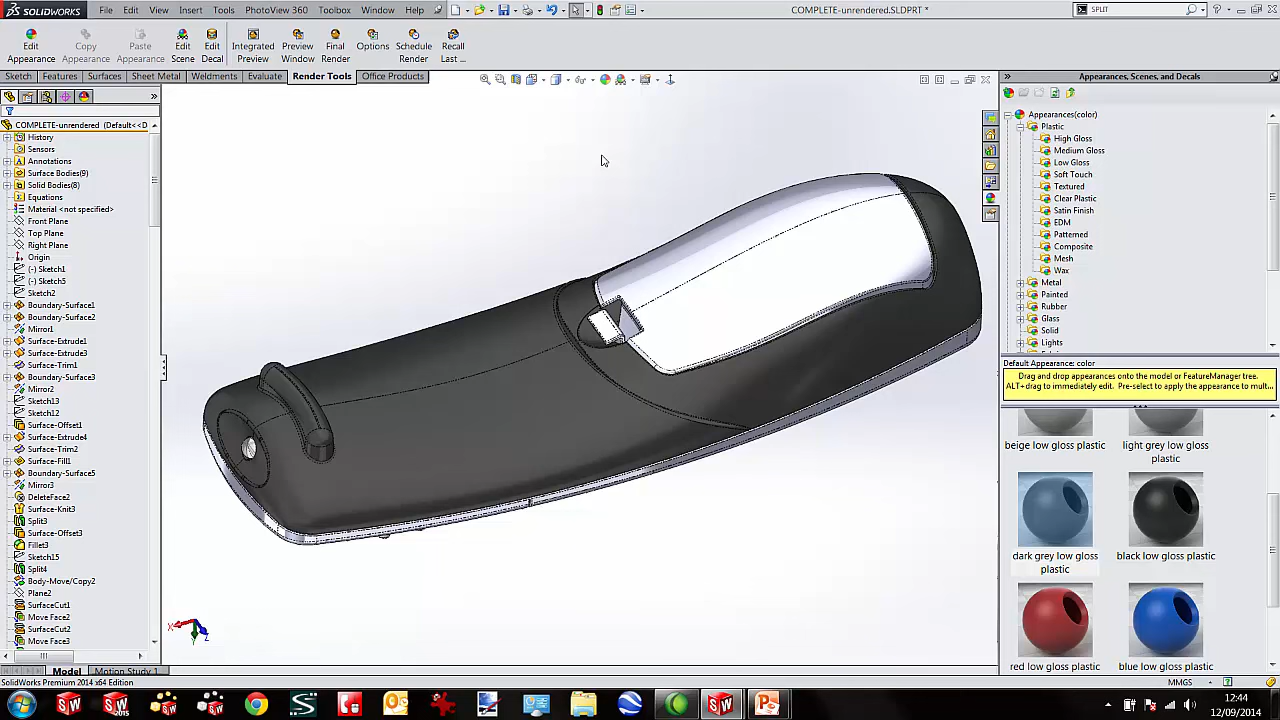 SOLIDWORKS File Edit View Insert Tools PhotoView 360 Toolbox Window Help COMPLETE-unrendered.SLDPRT * SPLIT
Edit Appearance
Copy Appearance
Paste Appearance
Edit Scene
Edit Decal
Integrated Preview
Preview Window
Final Render
Options
Schedule Render
Recall Last ...
Sketch Features Surfaces Sheet Metal Weldments Evaluate Render Tools Office Products
Appearances, Scenes, and Decals
COMPLETE-unrendered (Default<<D
History
Sensors
Annotations
Surface Bodies(9)
Solid Bodies(8)
Equations
Material <not specified>
Front Plane
Top Plane
Right Plane
Origin
(-) Sketch1
(-) Sketch5
Sketch2
Boundary-Surface1
Boundary-Surface2
Mirror1
Surface-Extrude1
Surface-Extrude3
Surface-Trim1
Boundary-Surface3
Mirror2
Sketch13
Sketch12
Surface-Offset1
Surface-Extrude4
Surface-Trim2
Surface-Fill1
Boundary-Surface5
Mirror3
DeleteFace2
Surface-Knit3
Split3
Surface-Offset3
Fillet3
Sketch15
Split4
Body-Move/Copy2
Plane2
SurfaceCut1
Move Face2
SurfaceCut2
Move Face3
X
Y
Z
Appearances(color)
Plastic
High Gloss
Medium Gloss
Low Gloss
Soft Touch
Textured
Clear Plastic
Satin Finish
EDM
Patterned
Composite
Mesh
Wax
Metal
Painted
Rubber
Glass
Solid
Lights
Default Appearance: color
Drag and drop appearances onto the model or FeatureManager tree.
ALT+drag to immediately edit. Pre-select to apply the appearance to mult...
beige low gloss plastic
light grey low gloss
plastic
dark grey low gloss
plastic
black low gloss plastic
red low gloss plastic
blue low gloss plastic
Model Motion Study 1
SolidWorks Premium 2014 x64 Edition MMGS
12:44
12/09/2014